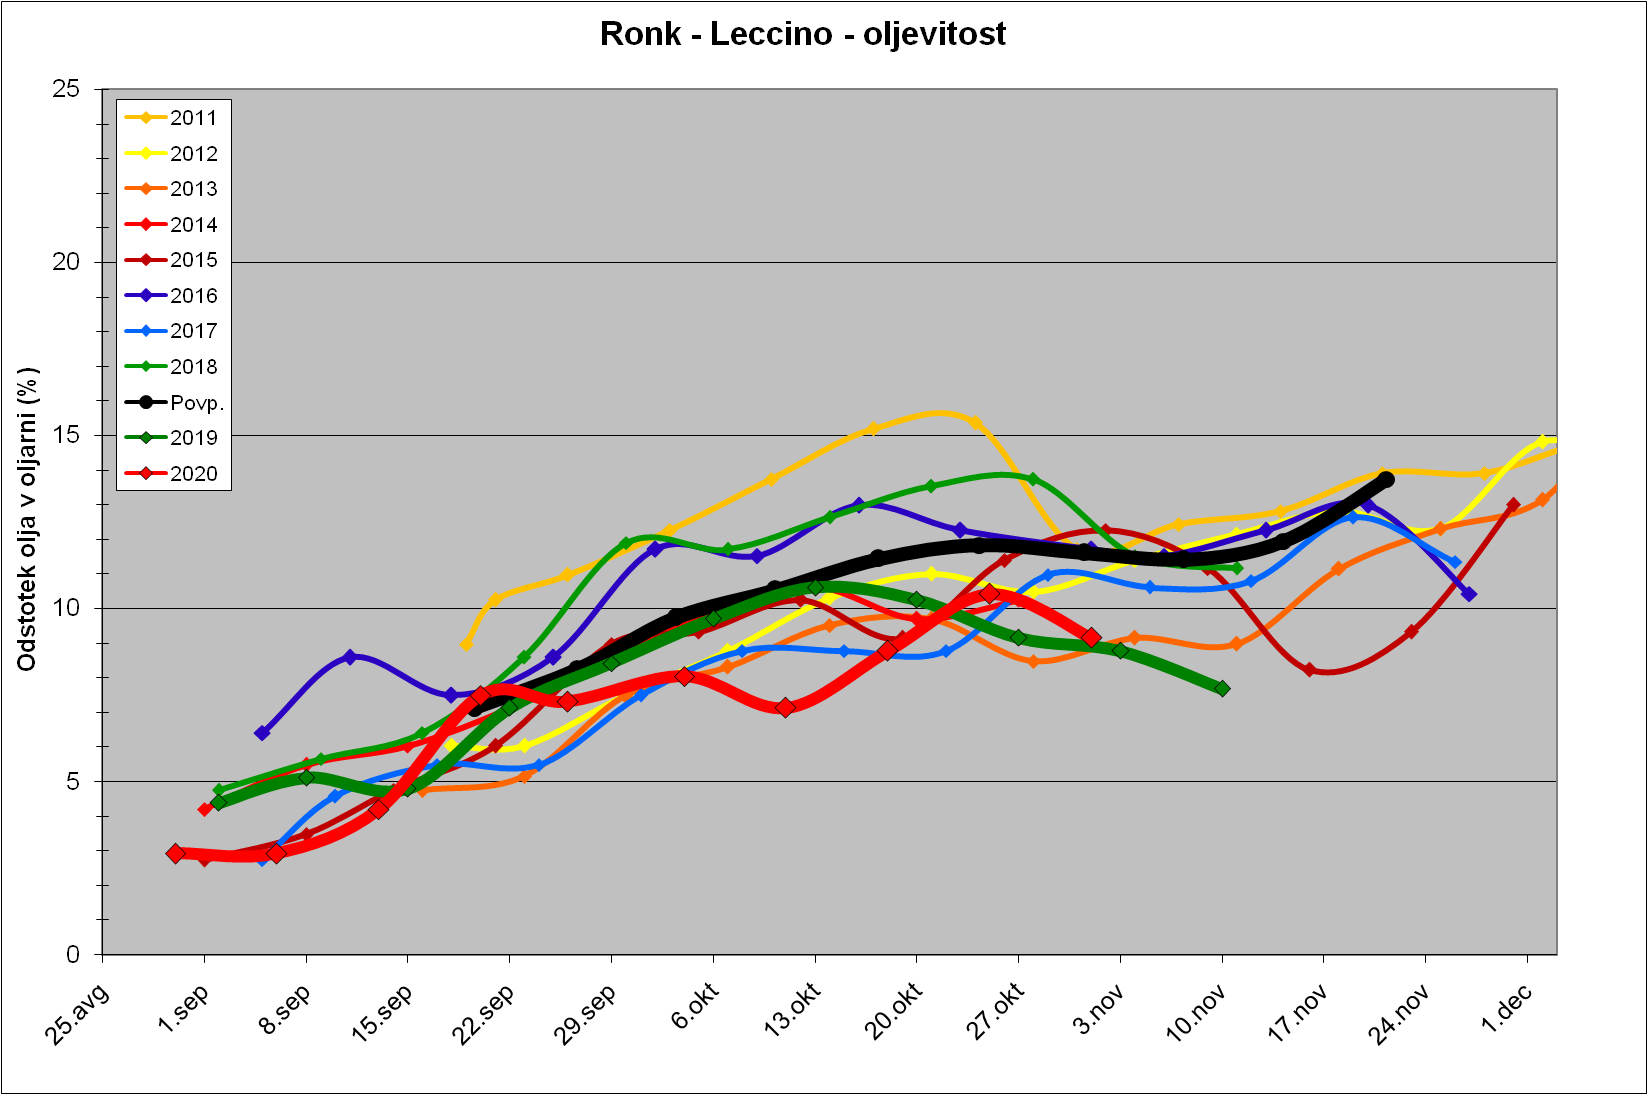 Ronk - Leccino - oljevitost
Odstotek olja v oljarni (%)
25
20
15
10
5
0
2011
2012
2013
2014
2015
2016
2017
2018
Povp.
2019
2020
25.avg
1.sep
8.sep
15.sep
22.sep
29.sep
6.okt
13.okt
20.okt
27.okt
3.nov
10.nov
17.nov
24.nov
1.dec